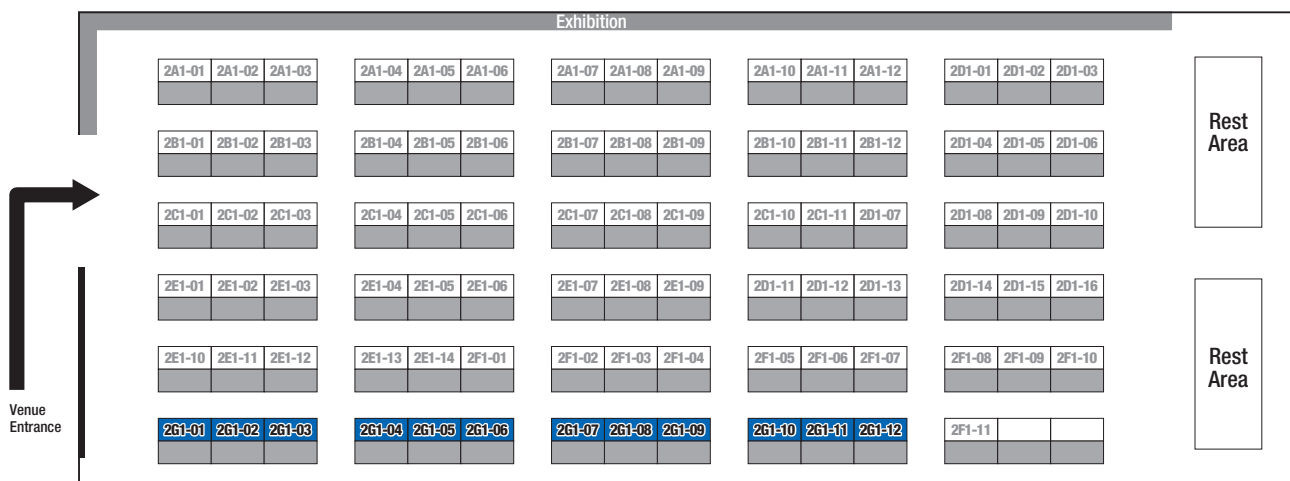 Exhibition
2A1-01 2A1-02 2A1-03 2A1-04 2A1-05 2A1-06 2A1-07 2A1-08 2A1-09 2A1-10 2A1-11 2A1-12 2D1-01 2D1-02 2D1-03
Rest
Area
2B1-01 2B1-02 2B1-03 2B1-04 2B1-05 2B1-06 2B1-07 2B1-08 2B1-09 2B1-10 2B1-11 2B1-12 2D1-04 2D1-05 2D1-06
2C1-01 2C1-02 2C1-03 2C1-04 2C1-05 2C1-06 2C1-07 2C1-08 2C1-09 2C1-10 2C1-11 2D1-07 2D1-08 2D1-09 2D1-10
2E1-01 2E1-02 2E1-03 2E1-04 2E1-05 2E1-06 2E1-07 2E1-08 2E1-09 2D1-11 2D1-12 2D1-13 2D1-14 2D1-15 2D1-16
2E1-10 2E1-11 2E1-12 2E1-13 2E1-14 2F1-01 2F1-02 2F1-03 2F1-04 2F1-05 2F1-06 2F1-07 2F1-08 2F1-09 2F1-10
Rest
Area
Venue
Entrance
2G1-01 2G1-02 2G1-03 2G1-04 2G1-05 2G1-06 2G1-07 2G1-08 2G1-09 2G1-10 2G1-11 2G1-12 2F1-11